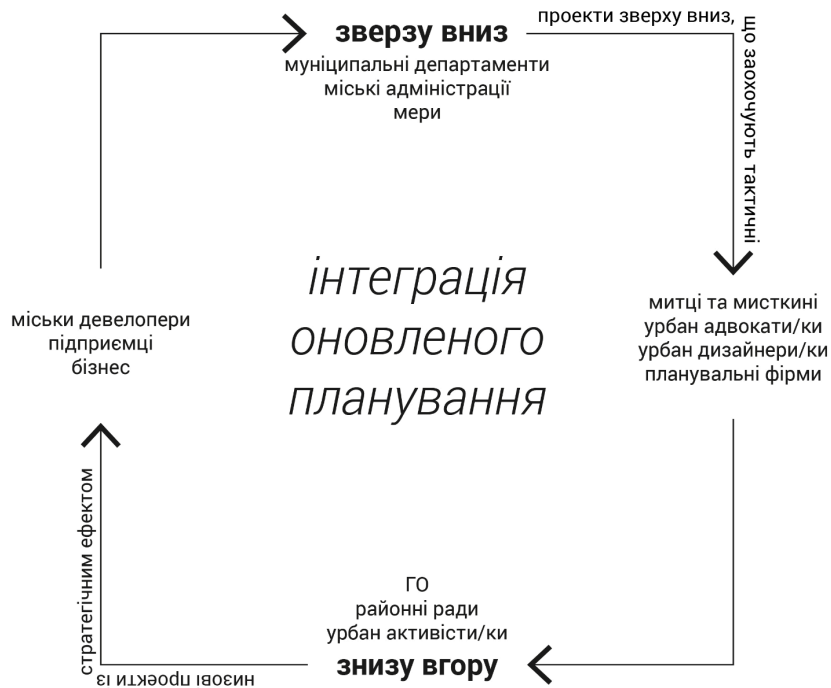 зверзу вниз
муніципальні департаменти
міські адміністрації
мери
проекти зверху вниз,
що заохочують тактичні
інтеграція
оновленого
планування
митці та мисткині
урбан адвокати/ки
урбан дизайнери/ки
планувальні фірми
ГО
районні ради
урбан активісти/ки
знизу вгору
низові проекти із
стратегічним ефектом
міськи девелопери
підприємці
бізнес